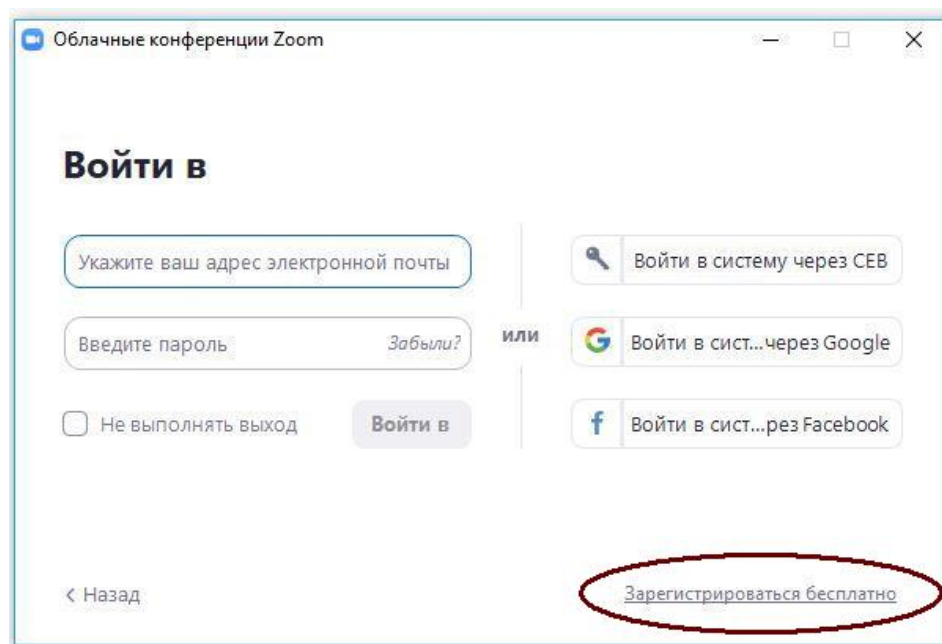 Облачные конференции Zoom
Войти в
Укажите ваш адрес электронной почты
Введите пароль
Забыли?
Не выполнять выход
Войти в
или
Войти в систему через СЕВ
Войти в сист...через Google
Войти в сист...рез Facebook
Назад
Зарегистрироваться бесплатно